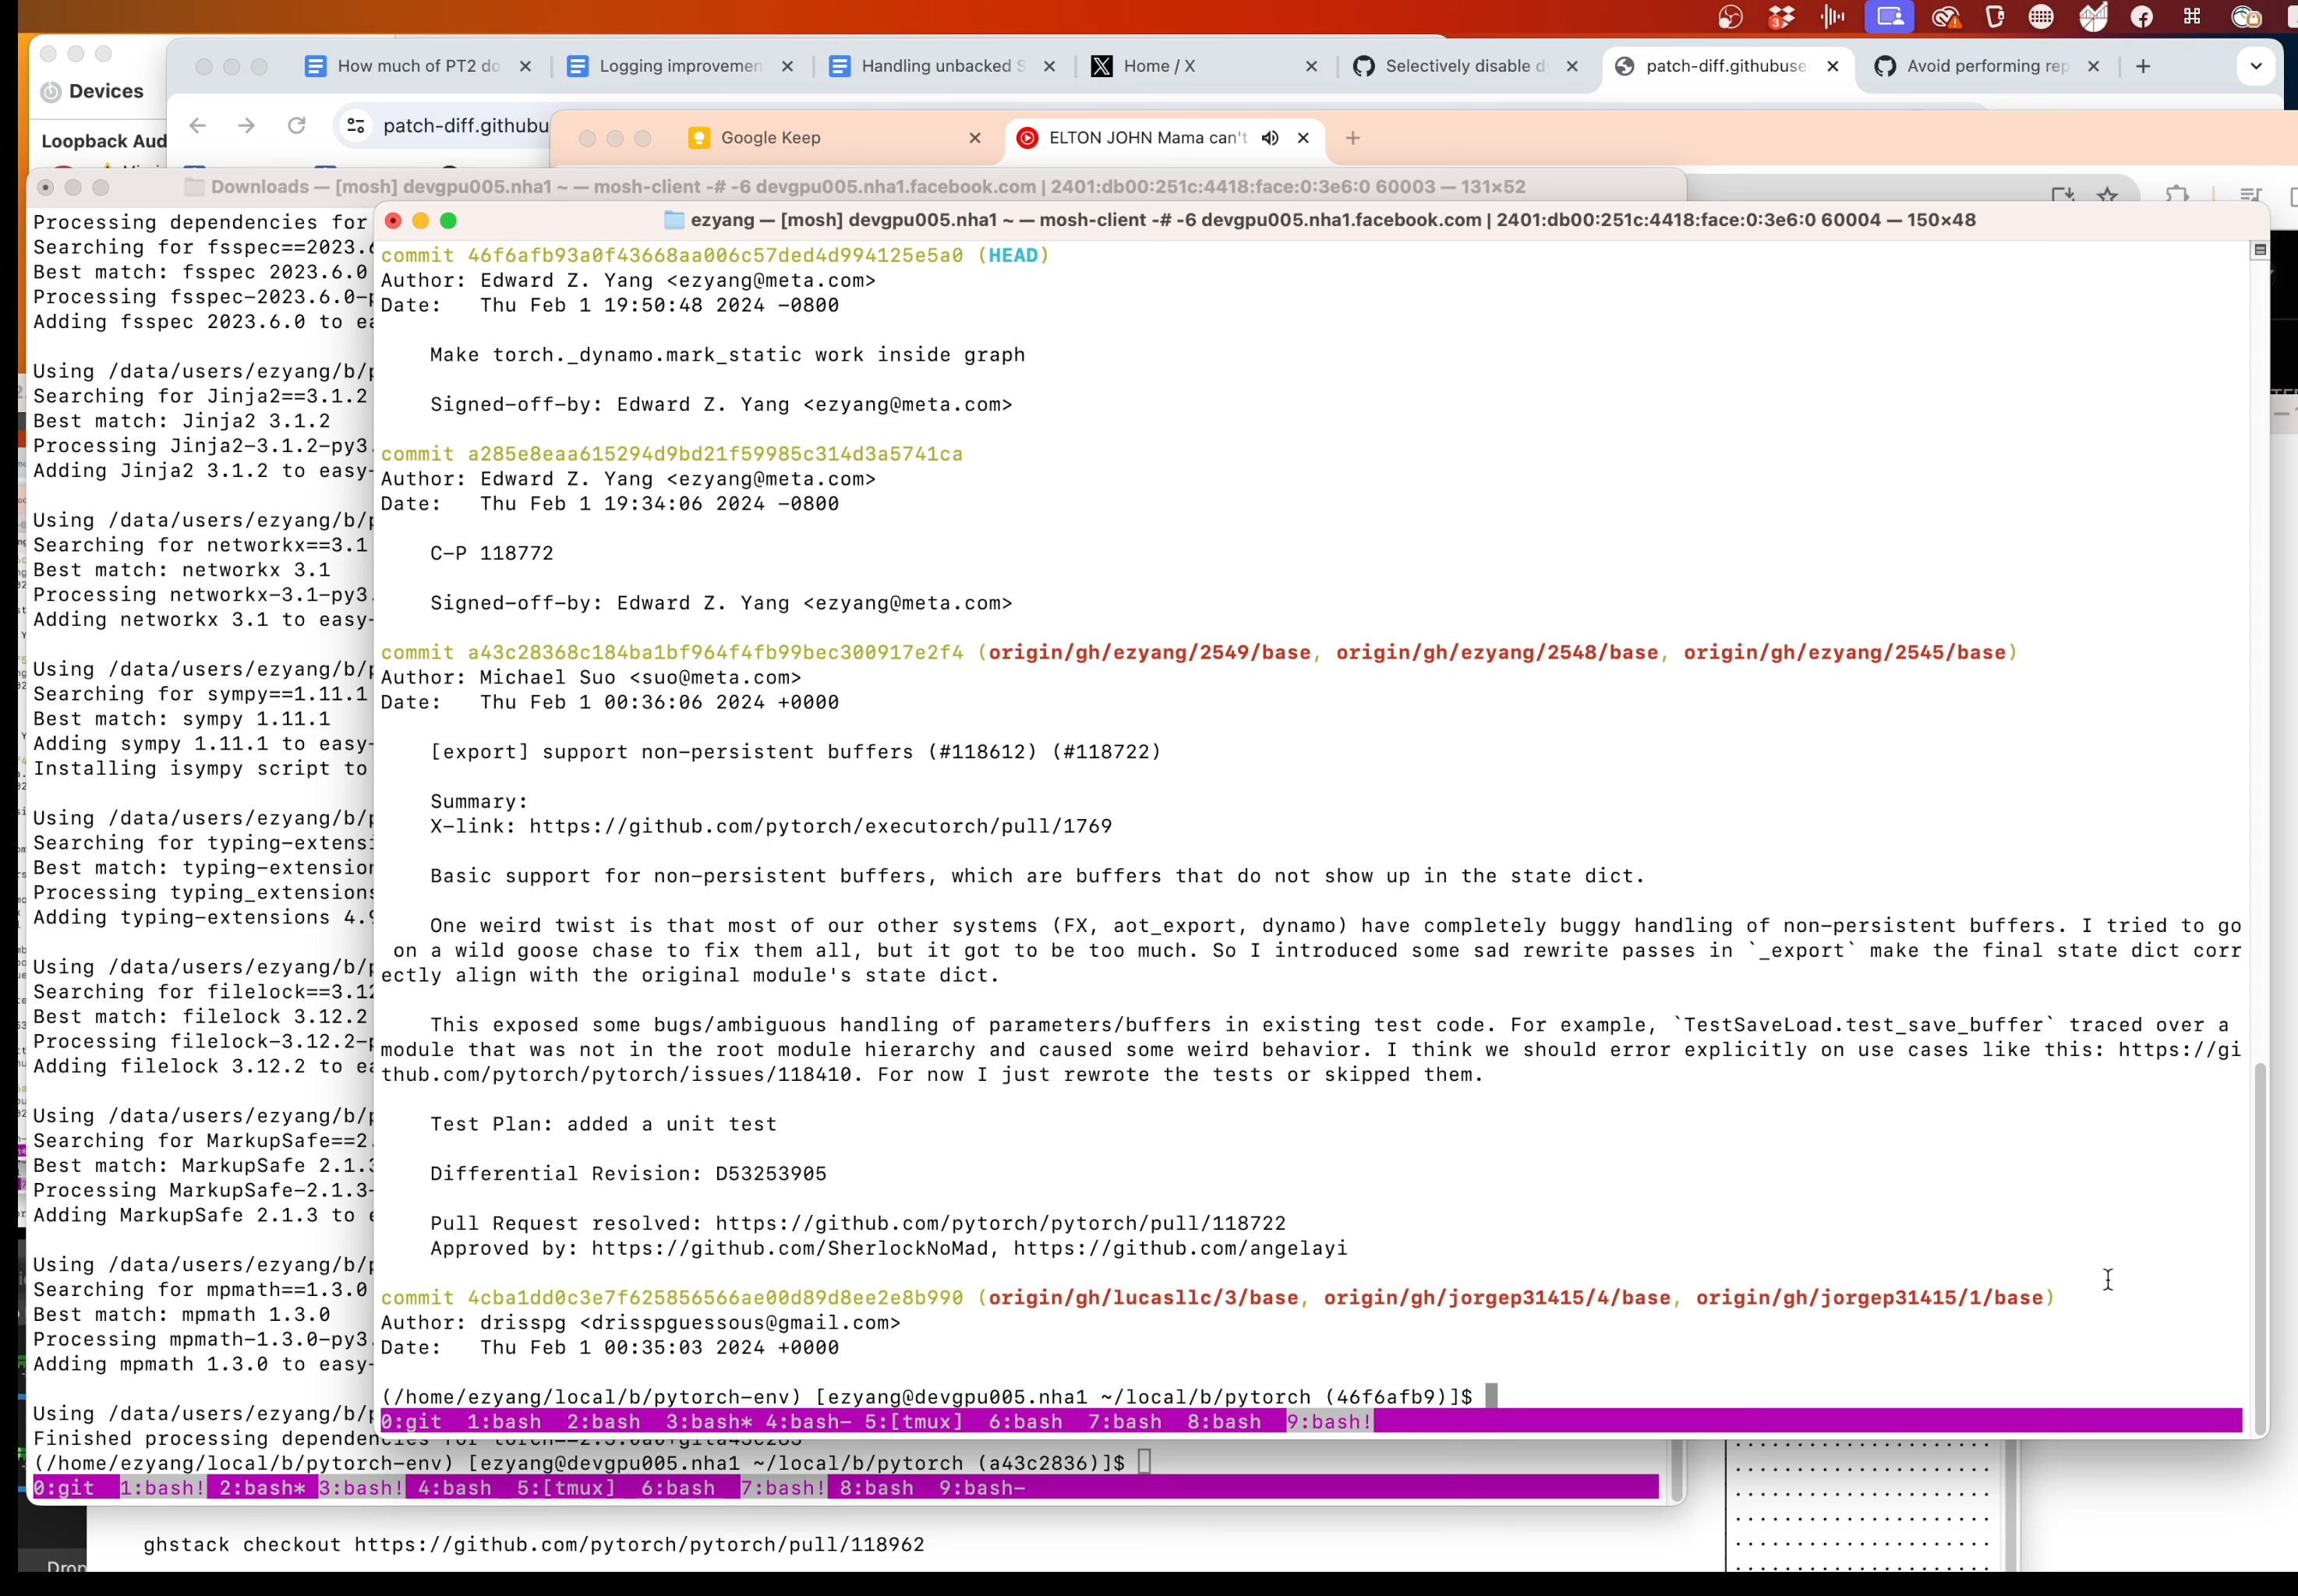 How much of PT2 do
Logging improvemen
Handling unbacked S
Home / X
Selectively disable d
patch-diff.githubuse
Avoid performing rep
Devices
patch-diff.githubu
Loopback Aud
Google Keep
ELTON JOHN Mama can't
Downloads — [mosh] devgpu005.nha1 ~ — mosh-client -# -6 devgpu005.nha1.facebook.com | 2401:db00:251c:4418:face:0:3e6:0 60003 — 131×52
ezyang — [mosh] devgpu005.nha1 ~ — mosh-client -# -6 devgpu005.nha1.facebook.com | 2401:db00:251c:4418:face:0:3e6:0 60004 — 150×48
Processing dependencies for
Searching for fsspec==2023.6
Best match: fsspec 2023.6.0
Processing fsspec-2023.6.0-p
Adding fsspec 2023.6.0 to ea
Using /data/users/ezyang/b/p
Searching for Jinja2==3.1.2
Best match: Jinja2 3.1.2
Processing Jinja2-3.1.2-py3.
Adding Jinja2 3.1.2 to easy-
Using /data/users/ezyang/b/p
Searching for networkx==3.1
Best match: networkx 3.1
Processing networkx-3.1-py3.
Adding networkx 3.1 to easy-
Using /data/users/ezyang/b/p
Searching for sympy==1.11.1
Best match: sympy 1.11.1
Adding sympy 1.11.1 to easy-
Installing isympy script to
Using /data/users/ezyang/b/p
Searching for typing-extensi
Best match: typing-extension
Processing typing_extensions
Adding typing-extensions 4.9
Using /data/users/ezyang/b/p
Searching for filelock==3.12
Best match: filelock 3.12.2
Processing filelock-3.12.2-p
Adding filelock 3.12.2 to ea
Using /data/users/ezyang/b/p
Searching for MarkupSafe==2.
Best match: MarkupSafe 2.1.3
Processing MarkupSafe-2.1.3-
Adding MarkupSafe 2.1.3 to e
Using /data/users/ezyang/b/p
Searching for mpmath==1.3.0
Best match: mpmath 1.3.0
Processing mpmath-1.3.0-py3.
Adding mpmath 1.3.0 to easy-
Using /data/users/ezyang/b/p
Finished processing dependencies for torch==2.3.0a0+gita43c283
(/home/ezyang/local/b/pytorch-env) [ezyang@devgpu005.nha1 ~/local/b/pytorch (a43c2836)]$
0:git 1:bash! 2:bash* 3:bash! 4:bash 5:[tmux] 6:bash 7:bash! 8:bash 9:bash-
commit 46f6afb93a0f43668aa006c57ded4d994125e5a0 (HEAD)
Author: Edward Z. Yang <ezyang@meta.com>
Date: Thu Feb 1 19:50:48 2024 -0800
Make torch._dynamo.mark_static work inside graph
Signed-off-by: Edward Z. Yang <ezyang@meta.com>
commit a285e8eaa615294d9bd21f59985c314d3a5741ca
Author: Edward Z. Yang <ezyang@meta.com>
Date: Thu Feb 1 19:34:06 2024 -0800
C-P 118772
Signed-off-by: Edward Z. Yang <ezyang@meta.com>
commit a43c28368c184ba1bf964f4fb99bec300917e2f4 (origin/gh/ezyang/2549/base, origin/gh/ezyang/2548/base, origin/gh/ezyang/2545/base)
Author: Michael Suo <suo@meta.com>
Date: Thu Feb 1 00:36:06 2024 +0000
[export] support non-persistent buffers (#118612) (#118722)
Summary:
X-link: https://github.com/pytorch/executorch/pull/1769
Basic support for non-persistent buffers, which are buffers that do not show up in the state dict.
One weird twist is that most of our other systems (FX, aot_export, dynamo) have completely buggy handling of non-persistent buffers. I tried to go
on a wild goose chase to fix them all, but it got to be too much. So I introduced some sad rewrite passes in `_export` make the final state dict corr
ectly align with the original module's state dict.
This exposed some bugs/ambiguous handling of parameters/buffers in existing test code. For example, `TestSaveLoad.test_save_buffer` traced over a
module that was not in the root module hierarchy and caused some weird behavior. I think we should error explicitly on use cases like this: https://gi
thub.com/pytorch/pytorch/issues/118410. For now I just rewrote the tests or skipped them.
Test Plan: added a unit test
Differential Revision: D53253905
Pull Request resolved: https://github.com/pytorch/pytorch/pull/118722
Approved by: https://github.com/SherlockNoMad, https://github.com/angelayi
commit 4cba1dd0c3e7f625856566ae00d89d8ee2e8b990 (origin/gh/lucasllc/3/base, origin/gh/jorgep31415/4/base, origin/gh/jorgep31415/1/base)
Author: drisspg <drisspguessous@gmail.com>
Date: Thu Feb 1 00:35:03 2024 +0000
(/home/ezyang/local/b/pytorch-env) [ezyang@devgpu005.nha1 ~/local/b/pytorch (46f6afb9)]$
0:git 1:bash 2:bash 3:bash* 4:bash- 5:[tmux] 6:bash 7:bash 8:bash 9:bash!
ghstack checkout https://github.com/pytorch/pytorch/pull/118962